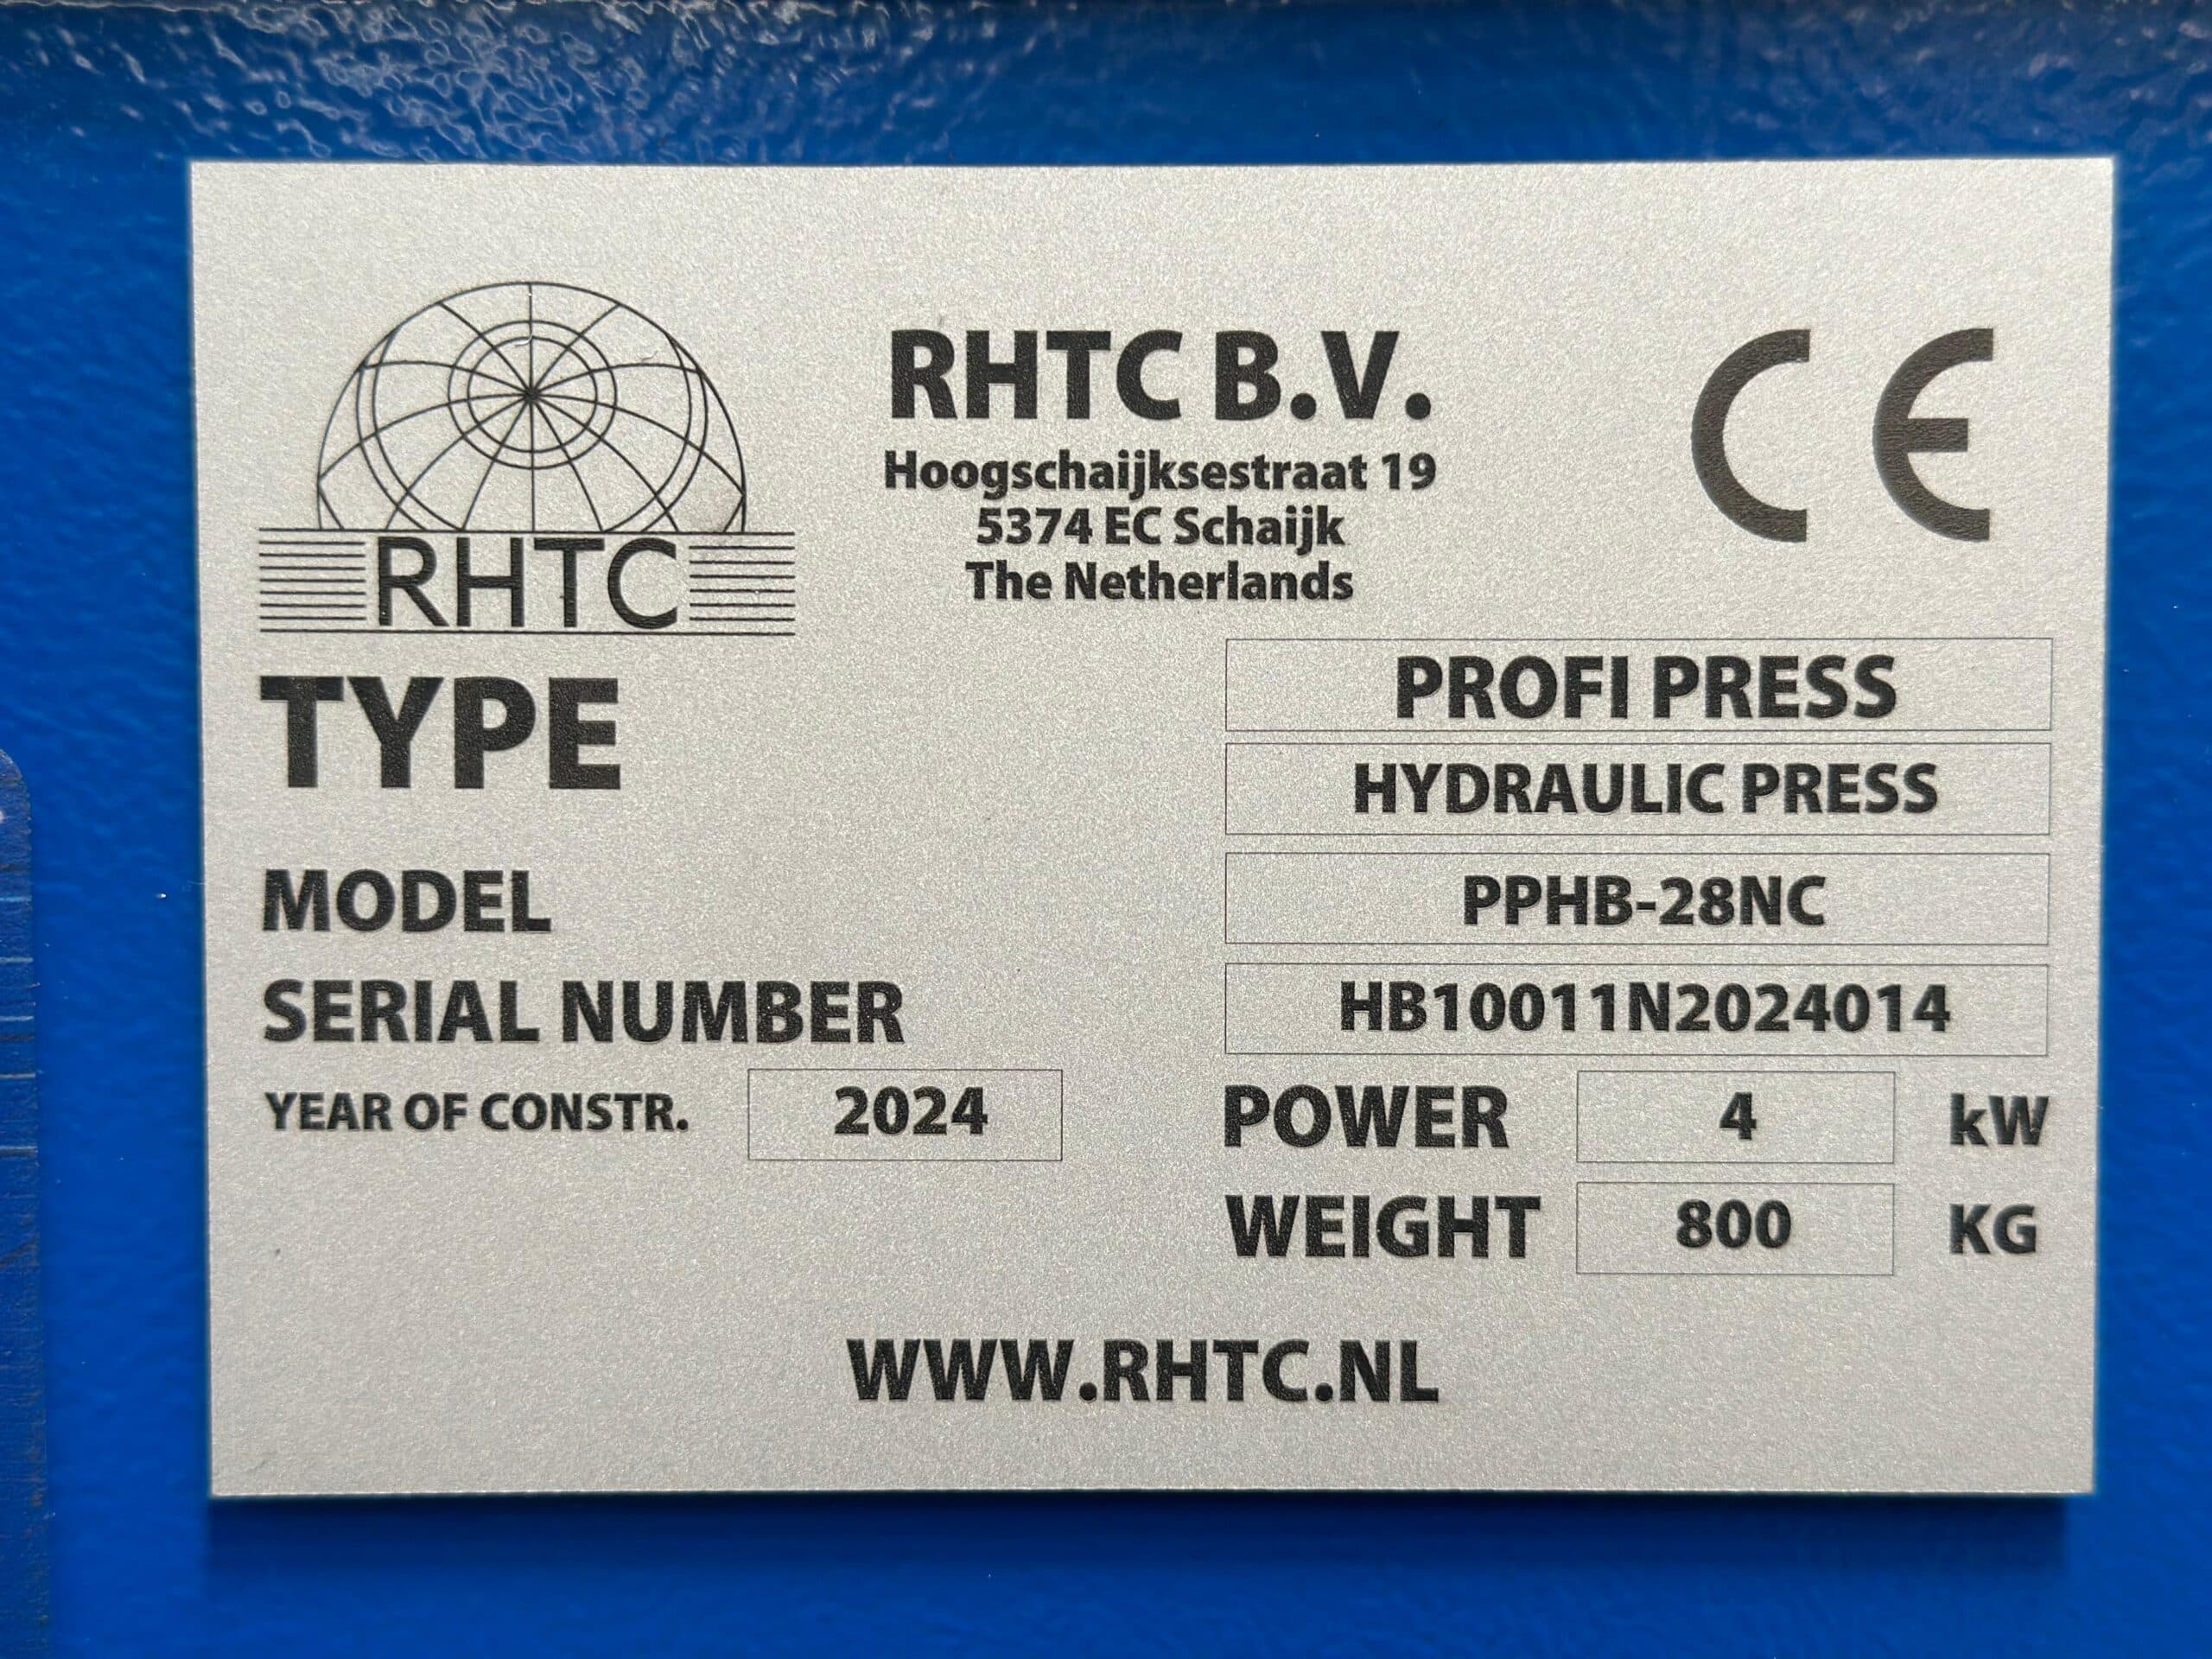 RHTC
RHTC B.V.
Hoogschaijksestraat 19
5374 EC Schaijk
The Netherlands
CE
TYPE
PROFI PRESS
HYDRAULIC PRESS
MODEL
PPHB-28NC
SERIAL NUMBER
HB10011N2024014
YEAR OF CONSTR. 2024
POWER 4 kW
WEIGHT 800 KG
WWW.RHTC.NL